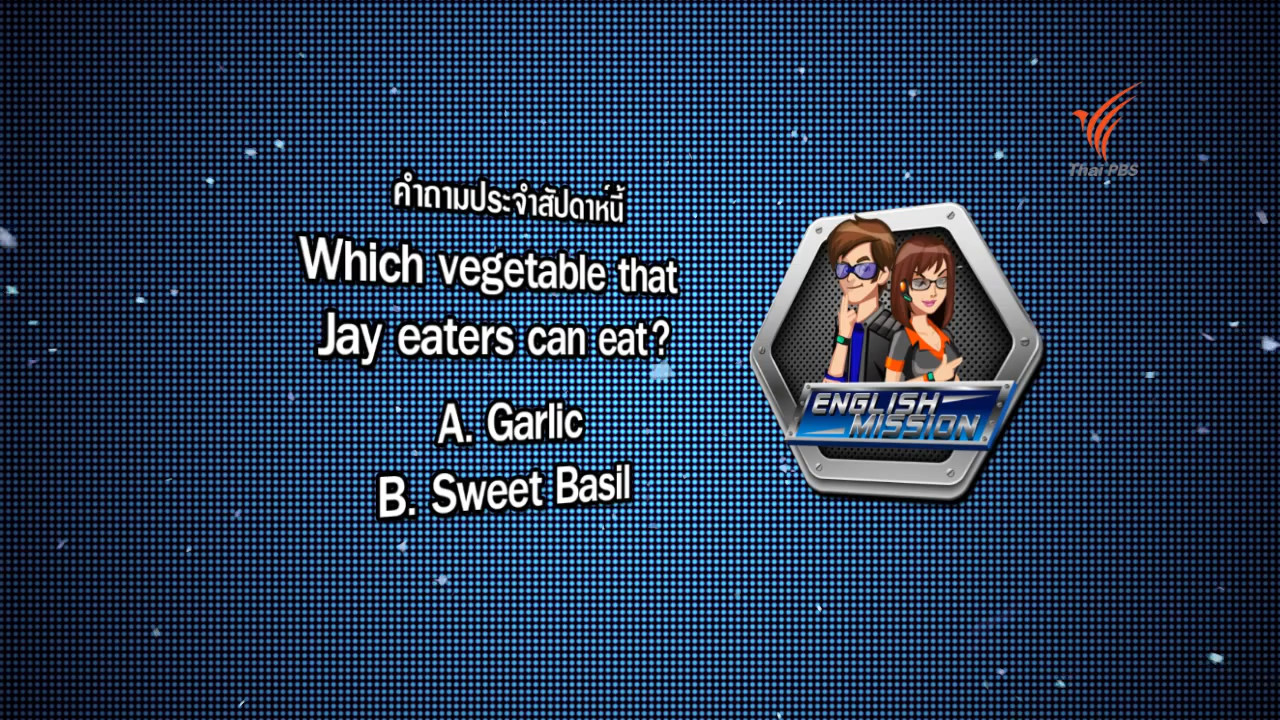 Thai PBS
คำถามประจำสัปดาห์นี้
Which vegetable that
Jay eaters can eat?
A. Garlic
B. Sweet Basil
ENGLISH
MISSION